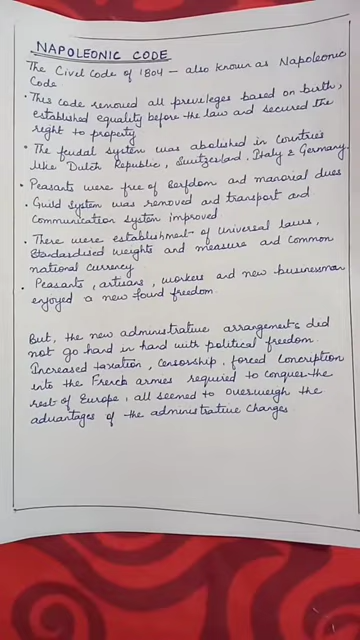 NAPOLEONIC CODE
The Civil Code of 1804 - also known as Napoleonic
Code.
• This code removed all privileges based on birth,
established equality before the law and secured the
right to property
• The feudal system was abolished in Countries
like Dutch Republic, Switzerland, Italy & Germany
• Peasants were free of Serfdom and manorial dues
• Guild System was removed and transport and
communication system improved
• There were establishment of universal laws,
Standardised weights and measure and common
national currency
• Peasants, artisans, workers and new businessman
enjoyed a new found freedom.
But, the new administrative arrangements did
not go hand in hand with political freedom.
Increased taxation, Censorship, forced Concription
into the French armies required to conquer the
rest of Europe, all seemed to overweigh the
advantages of the administrative Changes